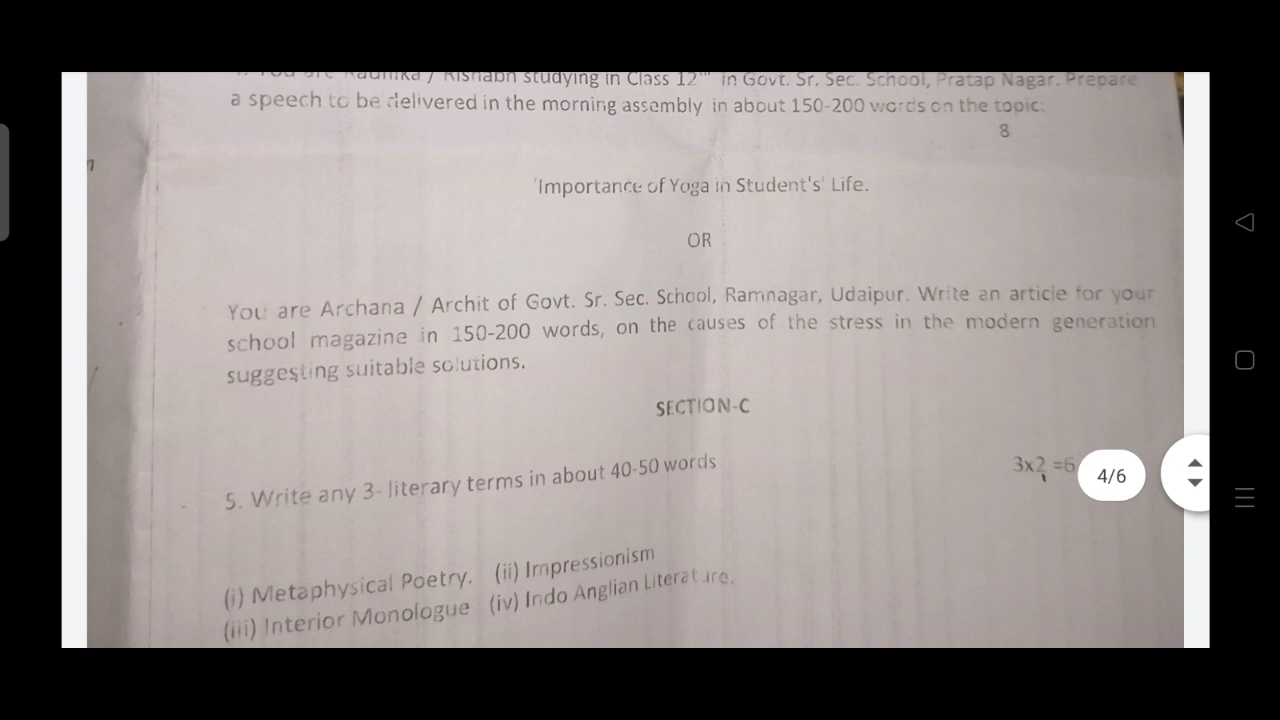 You are Radhika / Rishabh studying in Class 12th in Govt. Sr. Sec. School, Pratap Nagar. Prepare
a speech to be delivered in the morning assembly in about 150-200 words on the topic:
8
'Importance of Yoga in Student's' Life.
OR
You are Archana / Archit of Govt. Sr. Sec. School, Ramnagar, Udaipur. Write an article for your
school magazine in 150-200 words, on the causes of the stress in the modern generation
suggesting suitable solutions.
SECTION-C
5. Write any 3- literary terms in about 40-50 words 3x2 =6
4/6
(i) Metaphysical Poetry. (ii) Impressionism
(iii) Interior Monologue (iv) Indo Anglian Literature.